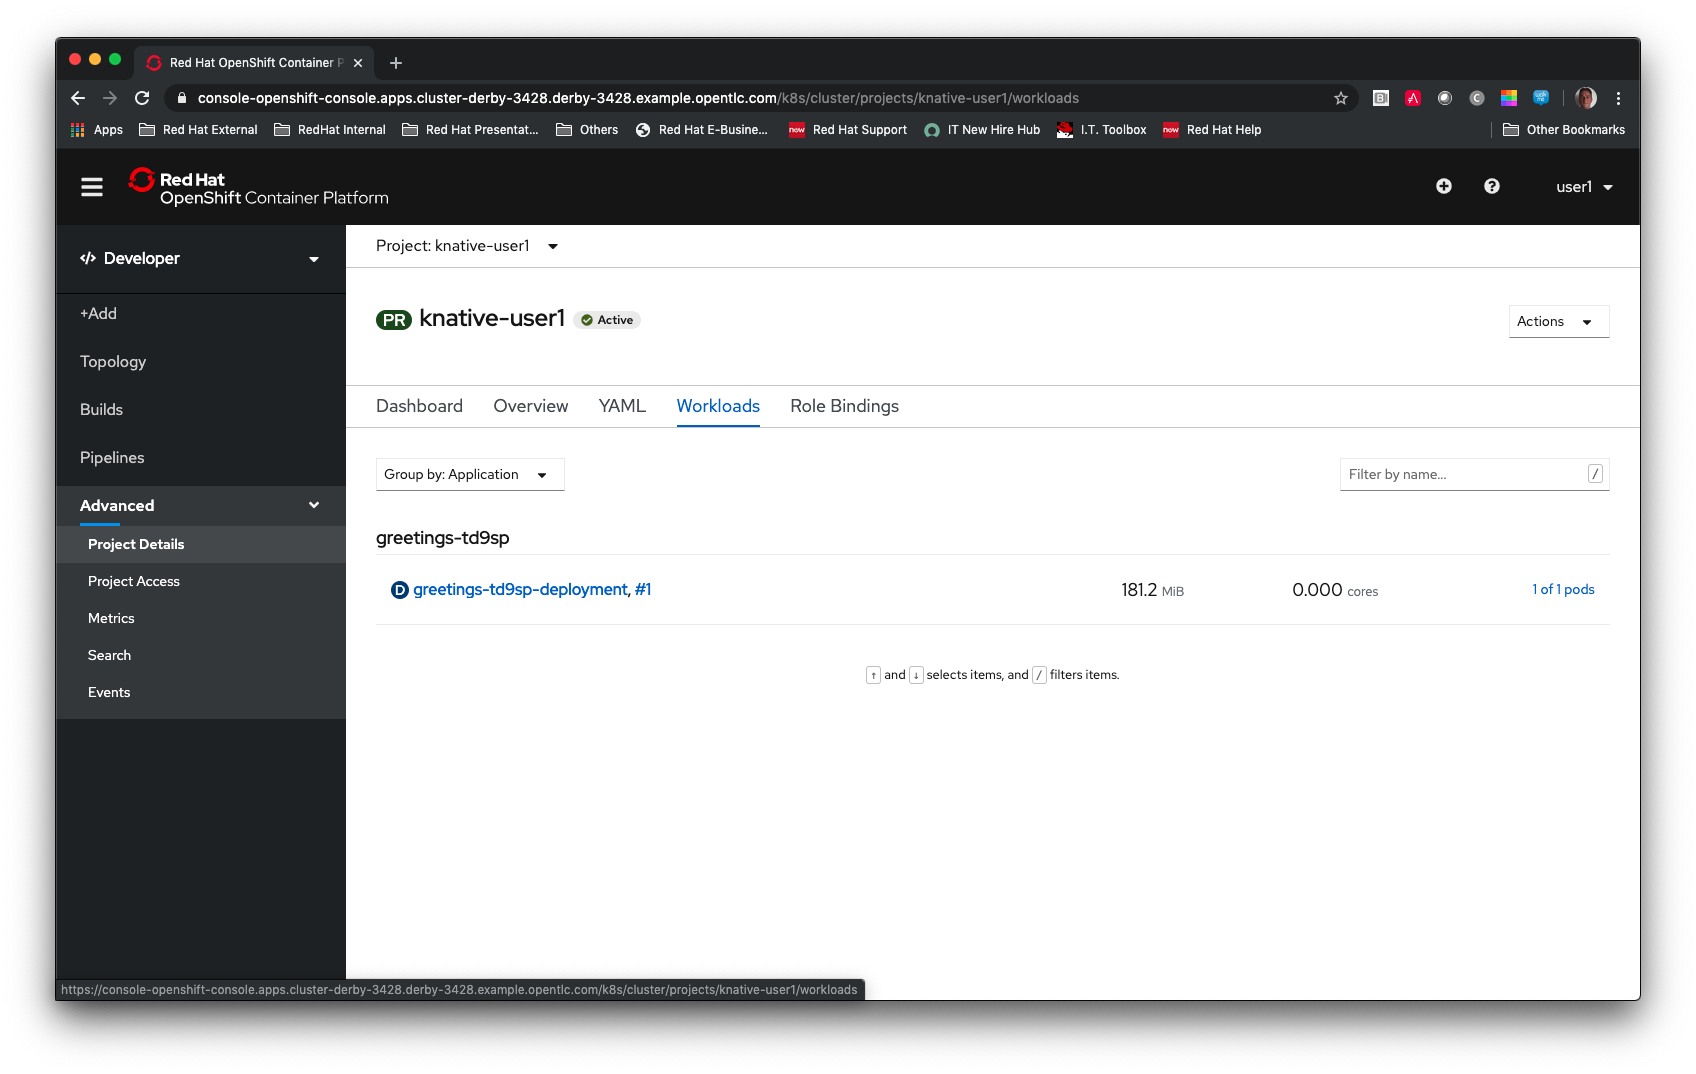 Red Hat OpenShift Container P
console-openshift-console.apps.cluster-derby-3428.derby-3428.example.opentlc.com/k8s/cluster/projects/knative-user1/workloads
Apps Red Hat External RedHat Internal Red Hat Presentat... Others Red Hat E-Busine... now Red Hat Support IT New Hire Hub I.T. Toolbox now Red Hat Help Other Bookmarks
Red Hat
OpenShift Container Platform
user1
Developer
Project: knative-user1
+Add
Topology
Builds
Pipelines
Advanced
Project Details
Project Access
Metrics
Search
Events
PR knative-user1 Active
Actions
Dashboard Overview YAML Workloads Role Bindings
Group by: Application
Filter by name... /
greetings-td9sp
D greetings-td9sp-deployment, #1 181.2 MiB 0.000 cores 1 of 1 pods
↑ and ↓ selects items, and / filters items.
https://console-openshift-console.apps.cluster-derby-3428.derby-3428.example.opentlc.com/k8s/cluster/projects/knative-user1/workloads